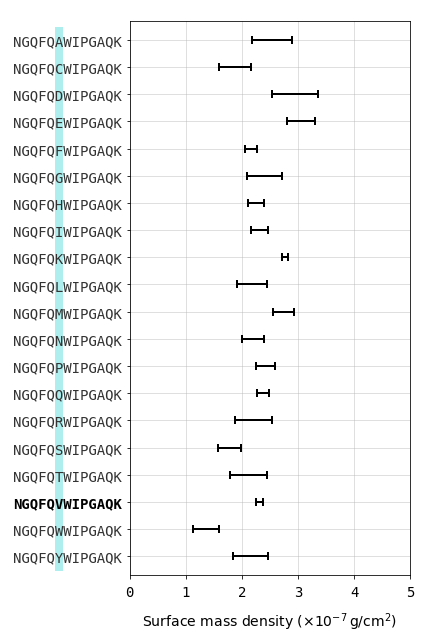 NGQFQAWIPGAQK
NGQFQCWIPGAQK
NGQFQDWIPGAQK
NGQFQEWIPGAQK
NGQFQFWIPGAQK
NGQFQGWIPGAQK
NGQFQHWIPGAQK
NGQFQIWIPGAQK
NGQFQKWIPGAQK
NGQFQLWIPGAQK
NGQFQMWIPGAQK
NGQFQNWIPGAQK
NGQFQPWIPGAQK
NGQFQQWIPGAQK
NGQFQRWIPGAQK
NGQFQSWIPGAQK
NGQFQTWIPGAQK
NGQFQVWIPGAQK
NGQFQWWIPGAQK
NGQFQYWIPGAQK
0 1 2 3 4 5
Surface mass density (×10⁻⁷ g/cm²)